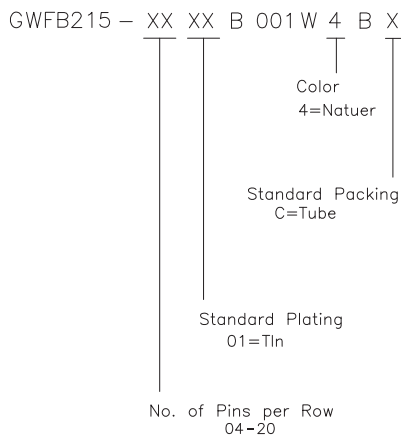 GWFB215 - XX XX B 001 W 4 B X
Color
4=Natuer
Standard Packing
C=Tube
Standard Plating
01=TIn
No. of Pins per Row
04-20